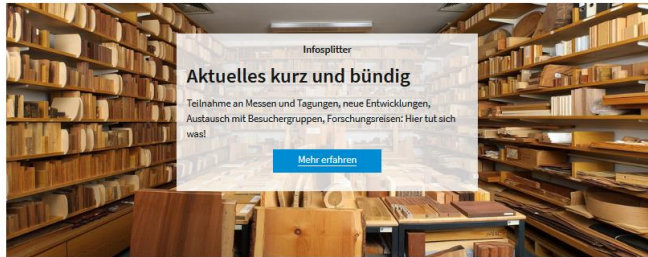 Infosplitter
Aktuelles kurz und bündig
Teilnahme an Messen und Tagungen, neue Entwicklungen,
Austausch mit Besuchergruppen, Forschungsreisen: Hier tut sich
was!
Mehr erfahren